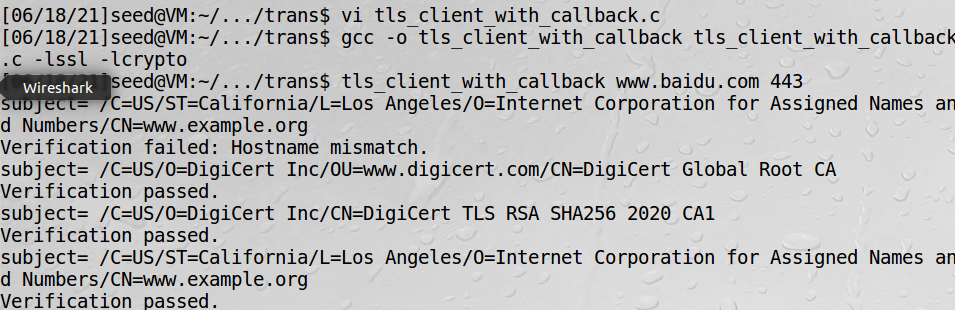 [06/18/21]seed@VM:~/.../trans$ vi tls_client_with_callback.c
[06/18/21]seed@VM:~/.../trans$ gcc -o tls_client_with_callback tls_client_with_callback
.c -lssl -lcrypto
[06/18/21]seed@VM:~/.../trans$ tls_client_with_callback www.baidu.com 443
Wireshark
subject= /C=US/ST=California/L=Los Angeles/O=Internet Corporation for Assigned Names an
d Numbers/CN=www.example.org
Verification failed: Hostname mismatch.
subject= /C=US/O=DigiCert Inc/OU=www.digicert.com/CN=DigiCert Global Root CA
Verification passed.
subject= /C=US/O=DigiCert Inc/CN=DigiCert TLS RSA SHA256 2020 CA1
Verification passed.
subject= /C=US/ST=California/L=Los Angeles/O=Internet Corporation for Assigned Names an
d Numbers/CN=www.example.org
Verification passed.